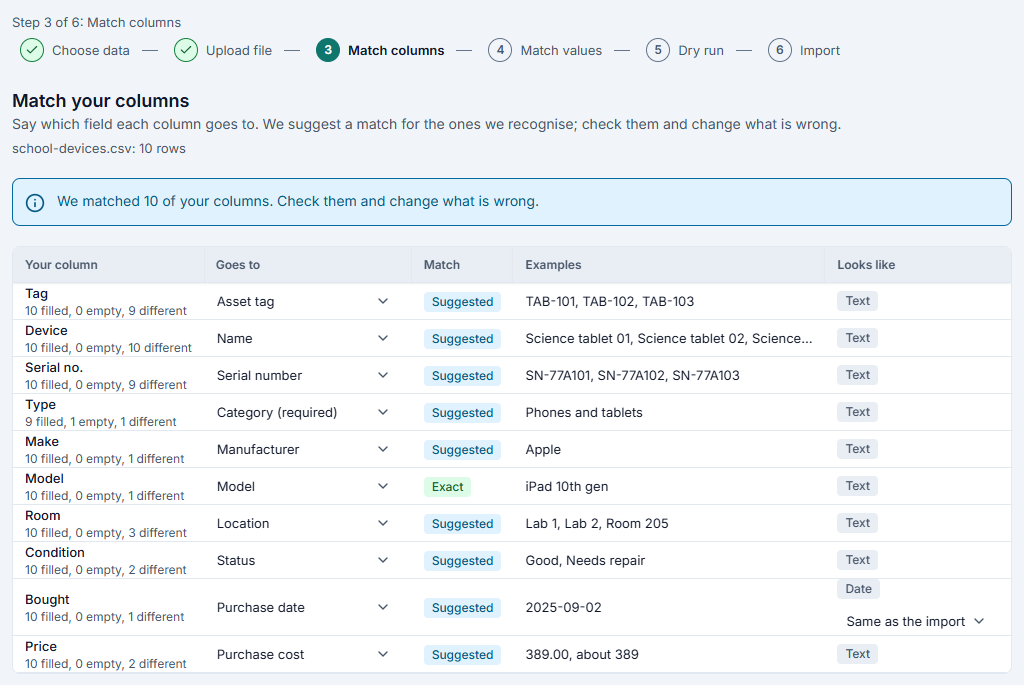 Step 3 of 6: Match columns
Choose data — Upload file — 3 Match columns — 4 Match values — 5 Dry run — 6 Import
Match your columns
Say which field each column goes to. We suggest a match for the ones we recognise; check them and change what is wrong.
school-devices.csv: 10 rows
We matched 10 of your columns. Check them and change what is wrong.
Your column Goes to Match Examples Looks like
Tag
10 filled, 0 empty, 9 different
Asset tag Suggested TAB-101, TAB-102, TAB-103 Text
Device
10 filled, 0 empty, 10 different
Name Suggested Science tablet 01, Science tablet 02, Science... Text
Serial no.
10 filled, 0 empty, 9 different
Serial number Suggested SN-77A101, SN-77A102, SN-77A103 Text
Type
9 filled, 1 empty, 1 different
Category (required) Suggested Phones and tablets Text
Make
10 filled, 0 empty, 1 different
Manufacturer Suggested Apple Text
Model
10 filled, 0 empty, 1 different
Model Exact iPad 10th gen Text
Room
10 filled, 0 empty, 3 different
Location Suggested Lab 1, Lab 2, Room 205 Text
Condition
10 filled, 0 empty, 2 different
Status Suggested Good, Needs repair Text
Bought
10 filled, 0 empty, 1 different
Purchase date Suggested 2025-09-02 Date
Same as the import
Price
10 filled, 0 empty, 2 different
Purchase cost Suggested 389.00, about 389 Text